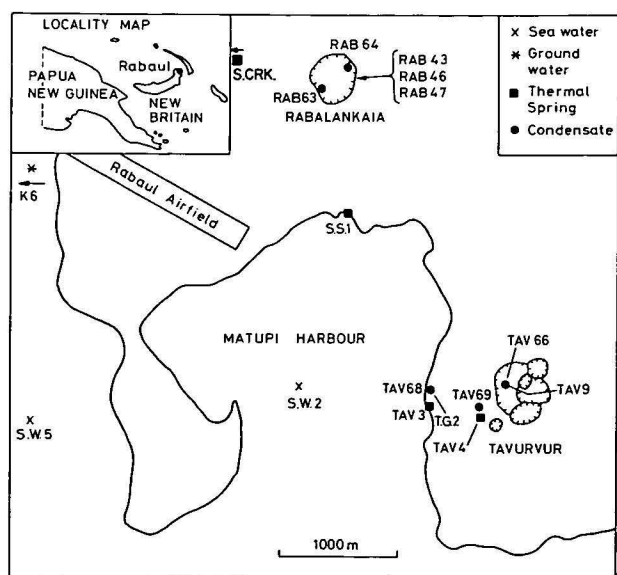 LOCALITY MAP
Rabaul
PAPUA
NEW GUINEA
NEW
BRITAIN
S.CRK.
RAB 64
RAB 43
RAB 46
RAB 47
RAB63
RABALANKAIA
× Sea water
* Ground
water
■ Thermal
Spring
● Condensate
K6
Rabaul Airfield
S.S.1
MATUPI HARBOUR
S.W.2
S.W.5
TAV 66
TAV9
TAV68
TAV69
TAV 3
T.G.2
TAV4
TAVURVUR
1000 m